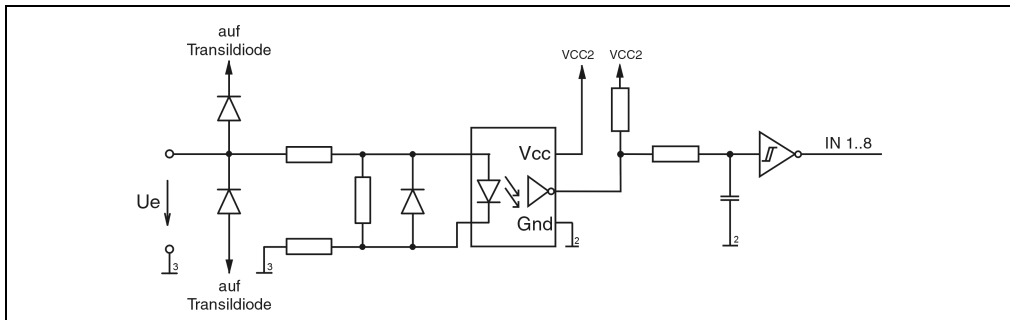 auf
Transildiode
VCC2
VCC2
Vcc
IN 1..8
Ue
Gnd
3
3
2
2
auf
Transildiode